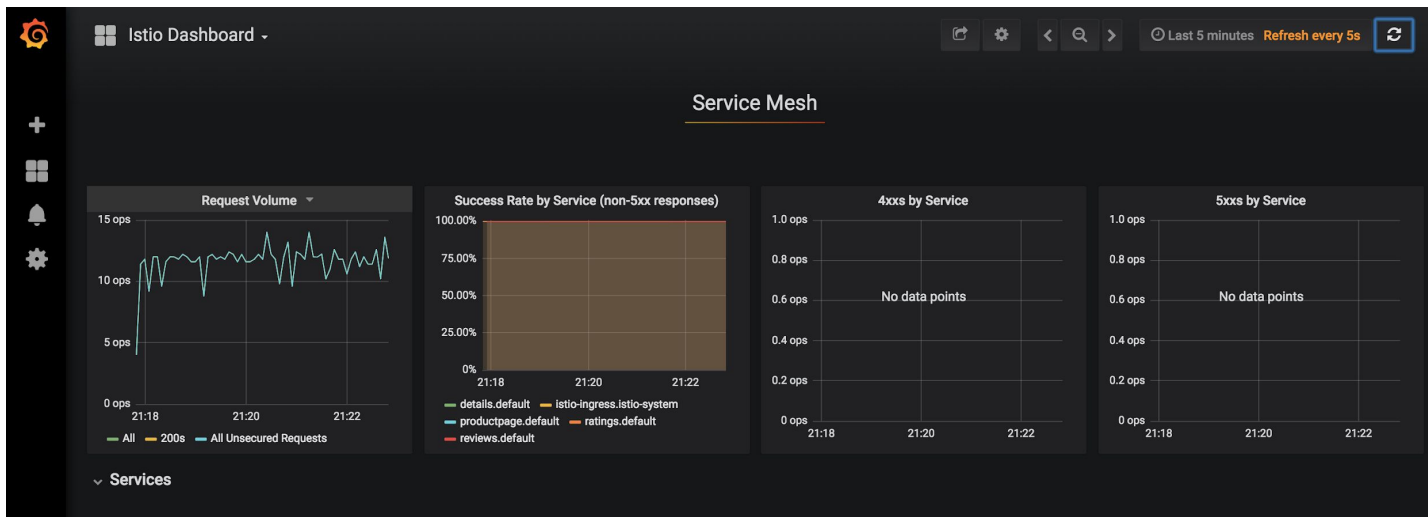 Istio Dashboard
Last 5 minutes Refresh every 5s
Service Mesh
Request Volume
15 ops
10 ops
5 ops
0 ops
21:18 21:20 21:22
All 200s All Unsecured Requests
Success Rate by Service (non-5xx responses)
100.00%
75.00%
50.00%
25.00%
0%
21:18 21:20 21:22
details.default istio-ingress.istio-system
productpage.default ratings.default
reviews.default
4xxs by Service
1.0 ops
0.8 ops
0.6 ops
No data points
0.4 ops
0.2 ops
0 ops
21:18 21:20 21:22
5xxs by Service
1.0 ops
0.8 ops
0.6 ops
No data points
0.4 ops
0.2 ops
0 ops
21:18 21:20 21:22
Services